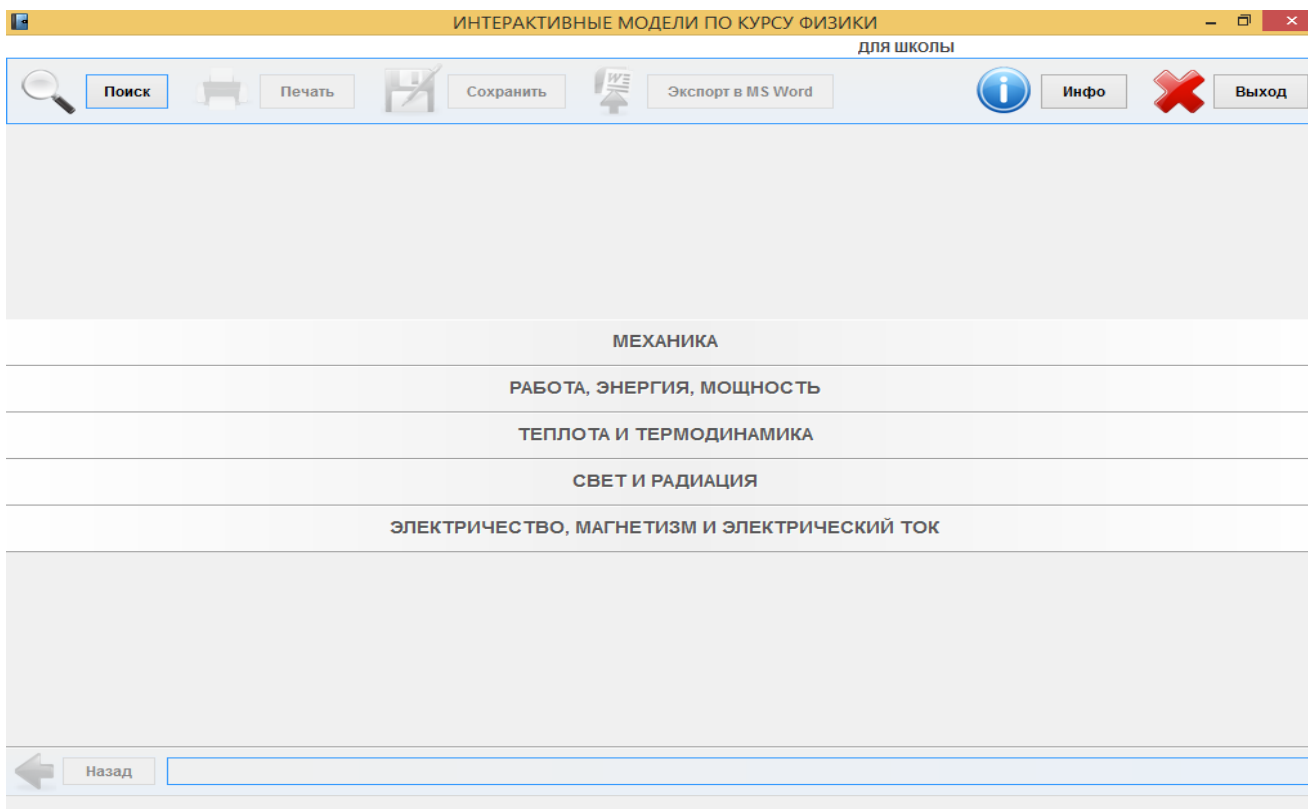 ИНТЕРАКТИВНЫЕ МОДЕЛИ ПО КУРСУ ФИЗИКИ
ДЛЯ ШКОЛЫ
Поиск Печать Сохранить Экспорт в MS Word Инфо Выход
МЕХАНИКА
РАБОТА, ЭНЕРГИЯ, МОЩНОСТЬ
ТЕПЛОТА И ТЕРМОДИНАМИКА
СВЕТ И РАДИАЦИЯ
ЭЛЕКТРИЧЕСТВО, МАГНЕТИЗМ И ЭЛЕКТРИЧЕСКИЙ ТОК
Назад